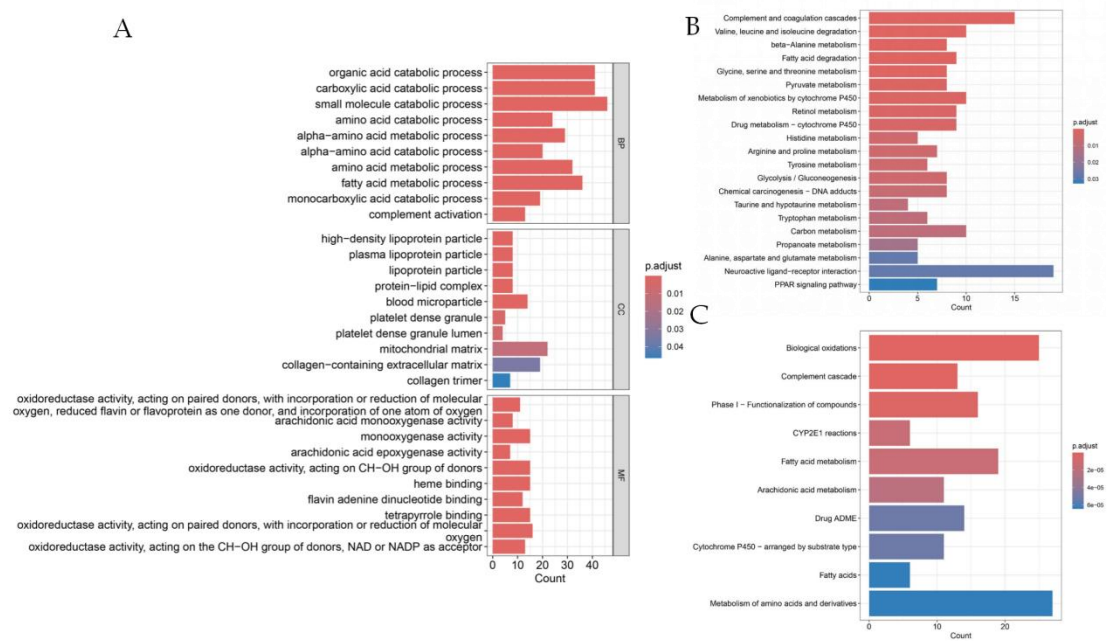 A
organic acid catabolic process
carboxylic acid catabolic process
small molecule catabolic process
amino acid catabolic process
alpha−amino acid metabolic process
alpha−amino acid catabolic process
amino acid metabolic process
fatty acid metabolic process
monocarboxylic acid catabolic process
complement activation
BP
high−density lipoprotein particle
plasma lipoprotein particle
lipoprotein particle
protein−lipid complex
blood microparticle
platelet dense granule
platelet dense granule lumen
mitochondrial matrix
collagen−containing extracellular matrix
collagen trimer
CC
oxidoreductase activity, acting on paired donors, with incorporation or reduction of molecular
oxygen, reduced flavin or flavoprotein as one donor, and incorporation of one atom of oxygen
arachidonic acid monooxygenase activity
monooxygenase activity
arachidonic acid epoxygenase activity
oxidoreductase activity, acting on CH−OH group of donors
heme binding
flavin adenine dinucleotide binding
tetrapyrrole binding
oxidoreductase activity, acting on paired donors, with incorporation or reduction of molecular
oxygen
oxidoreductase activity, acting on the CH−OH group of donors, NAD or NADP as acceptor
MF
0 10 20 30 40
Count
p.adjust
0.01
0.02
0.03
0.04
B
Complement and coagulation cascades
Valine, leucine and isoleucine degradation
beta−Alanine metabolism
Fatty acid degradation
Glycine, serine and threonine metabolism
Pyruvate metabolism
Metabolism of xenobiotics by cytochrome P450
Retinol metabolism
Drug metabolism − cytochrome P450
Histidine metabolism
Arginine and proline metabolism
Tyrosine metabolism
Glycolysis / Gluconeogenesis
Chemical carcinogenesis − DNA adducts
Taurine and hypotaurine metabolism
Tryptophan metabolism
Carbon metabolism
Propanoate metabolism
Alanine, aspartate and glutamate metabolism
Neuroactive ligand−receptor interaction
PPAR signaling pathway
0 5 10 15
Count
p.adjust
0.01
0.02
0.03
C
Biological oxidations
Complement cascade
Phase I − Functionalization of compounds
CYP2E1 reactions
Fatty acid metabolism
Arachidonic acid metabolism
Drug ADME
Cytochrome P450 − arranged by substrate type
Fatty acids
Metabolism of amino acids and derivatives
0 10 20
Count
p.adjust
2e−05
4e−05
6e−05